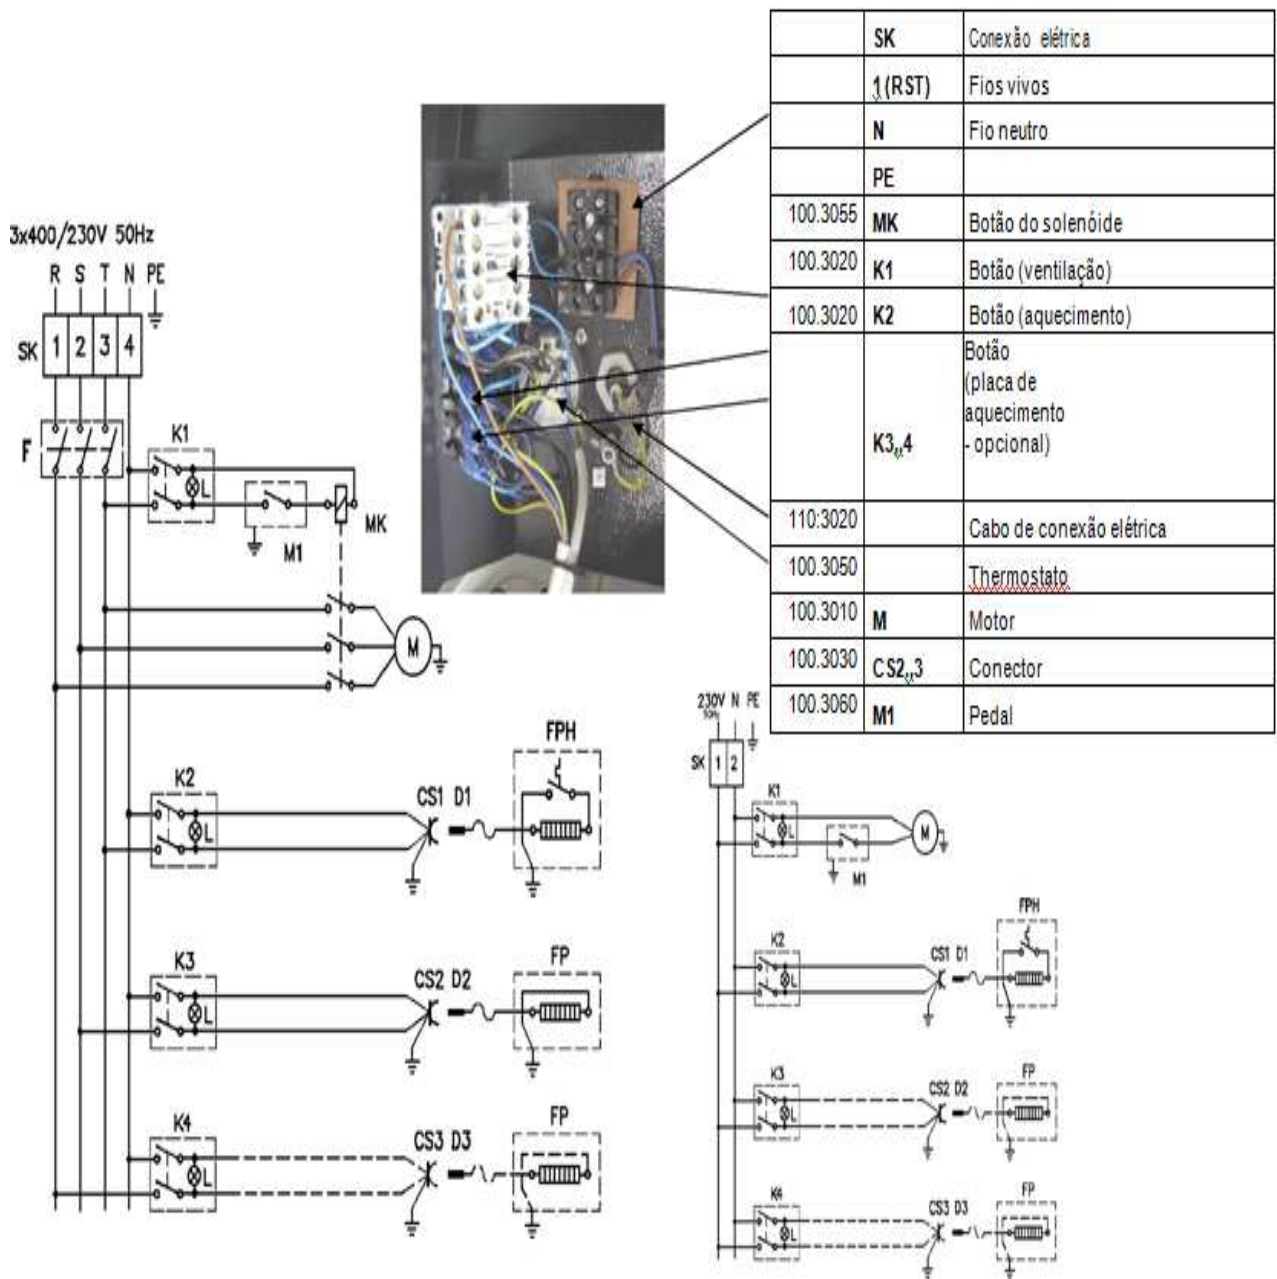 SK Conexão elétrica
1 (RST) Fios vivos
N Fio neutro
PE
100.3055 MK Botão do solenóide
100.3020 K1 Botão (ventilação)
100.3020 K2 Botão (aquecimento)
K3,,4 Botão
(placa de
aquecimento
- opcional)
110:3020 Cabo de conexão elétrica
100.3050 Thermostato
100.3010 M Motor
100.3030 CS2,,3 Conector
100.3060 M1 Pedal
3x400/230V 50Hz
R S T N PE
SK 1 2 3 4
F
K1
L
M1
MK
M
K2
L
CS1 D1
FPH
K3
L
CS2 D2
FP
K4
L
CS3 D3
FP
230V N PE
50Hz
SK 1 2
K1
L
M1
M
K2
L
CS1 D1
FPH
K3
L
CS2 D2
FP
K4
L
CS3 D3
FP